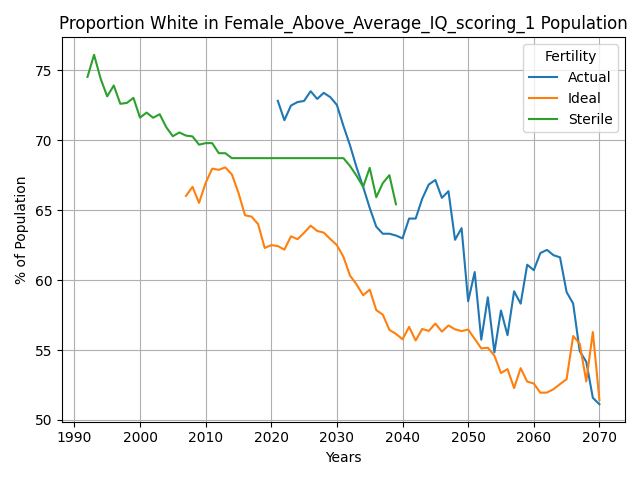 Proportion White in Female_Above_Average_IQ_scoring_1 Population
Fertility
Actual
Ideal
Sterile
% of Population
75
70
65
60
55
50
1990 2000 2010 2020 2030 2040 2050 2060 2070
Years